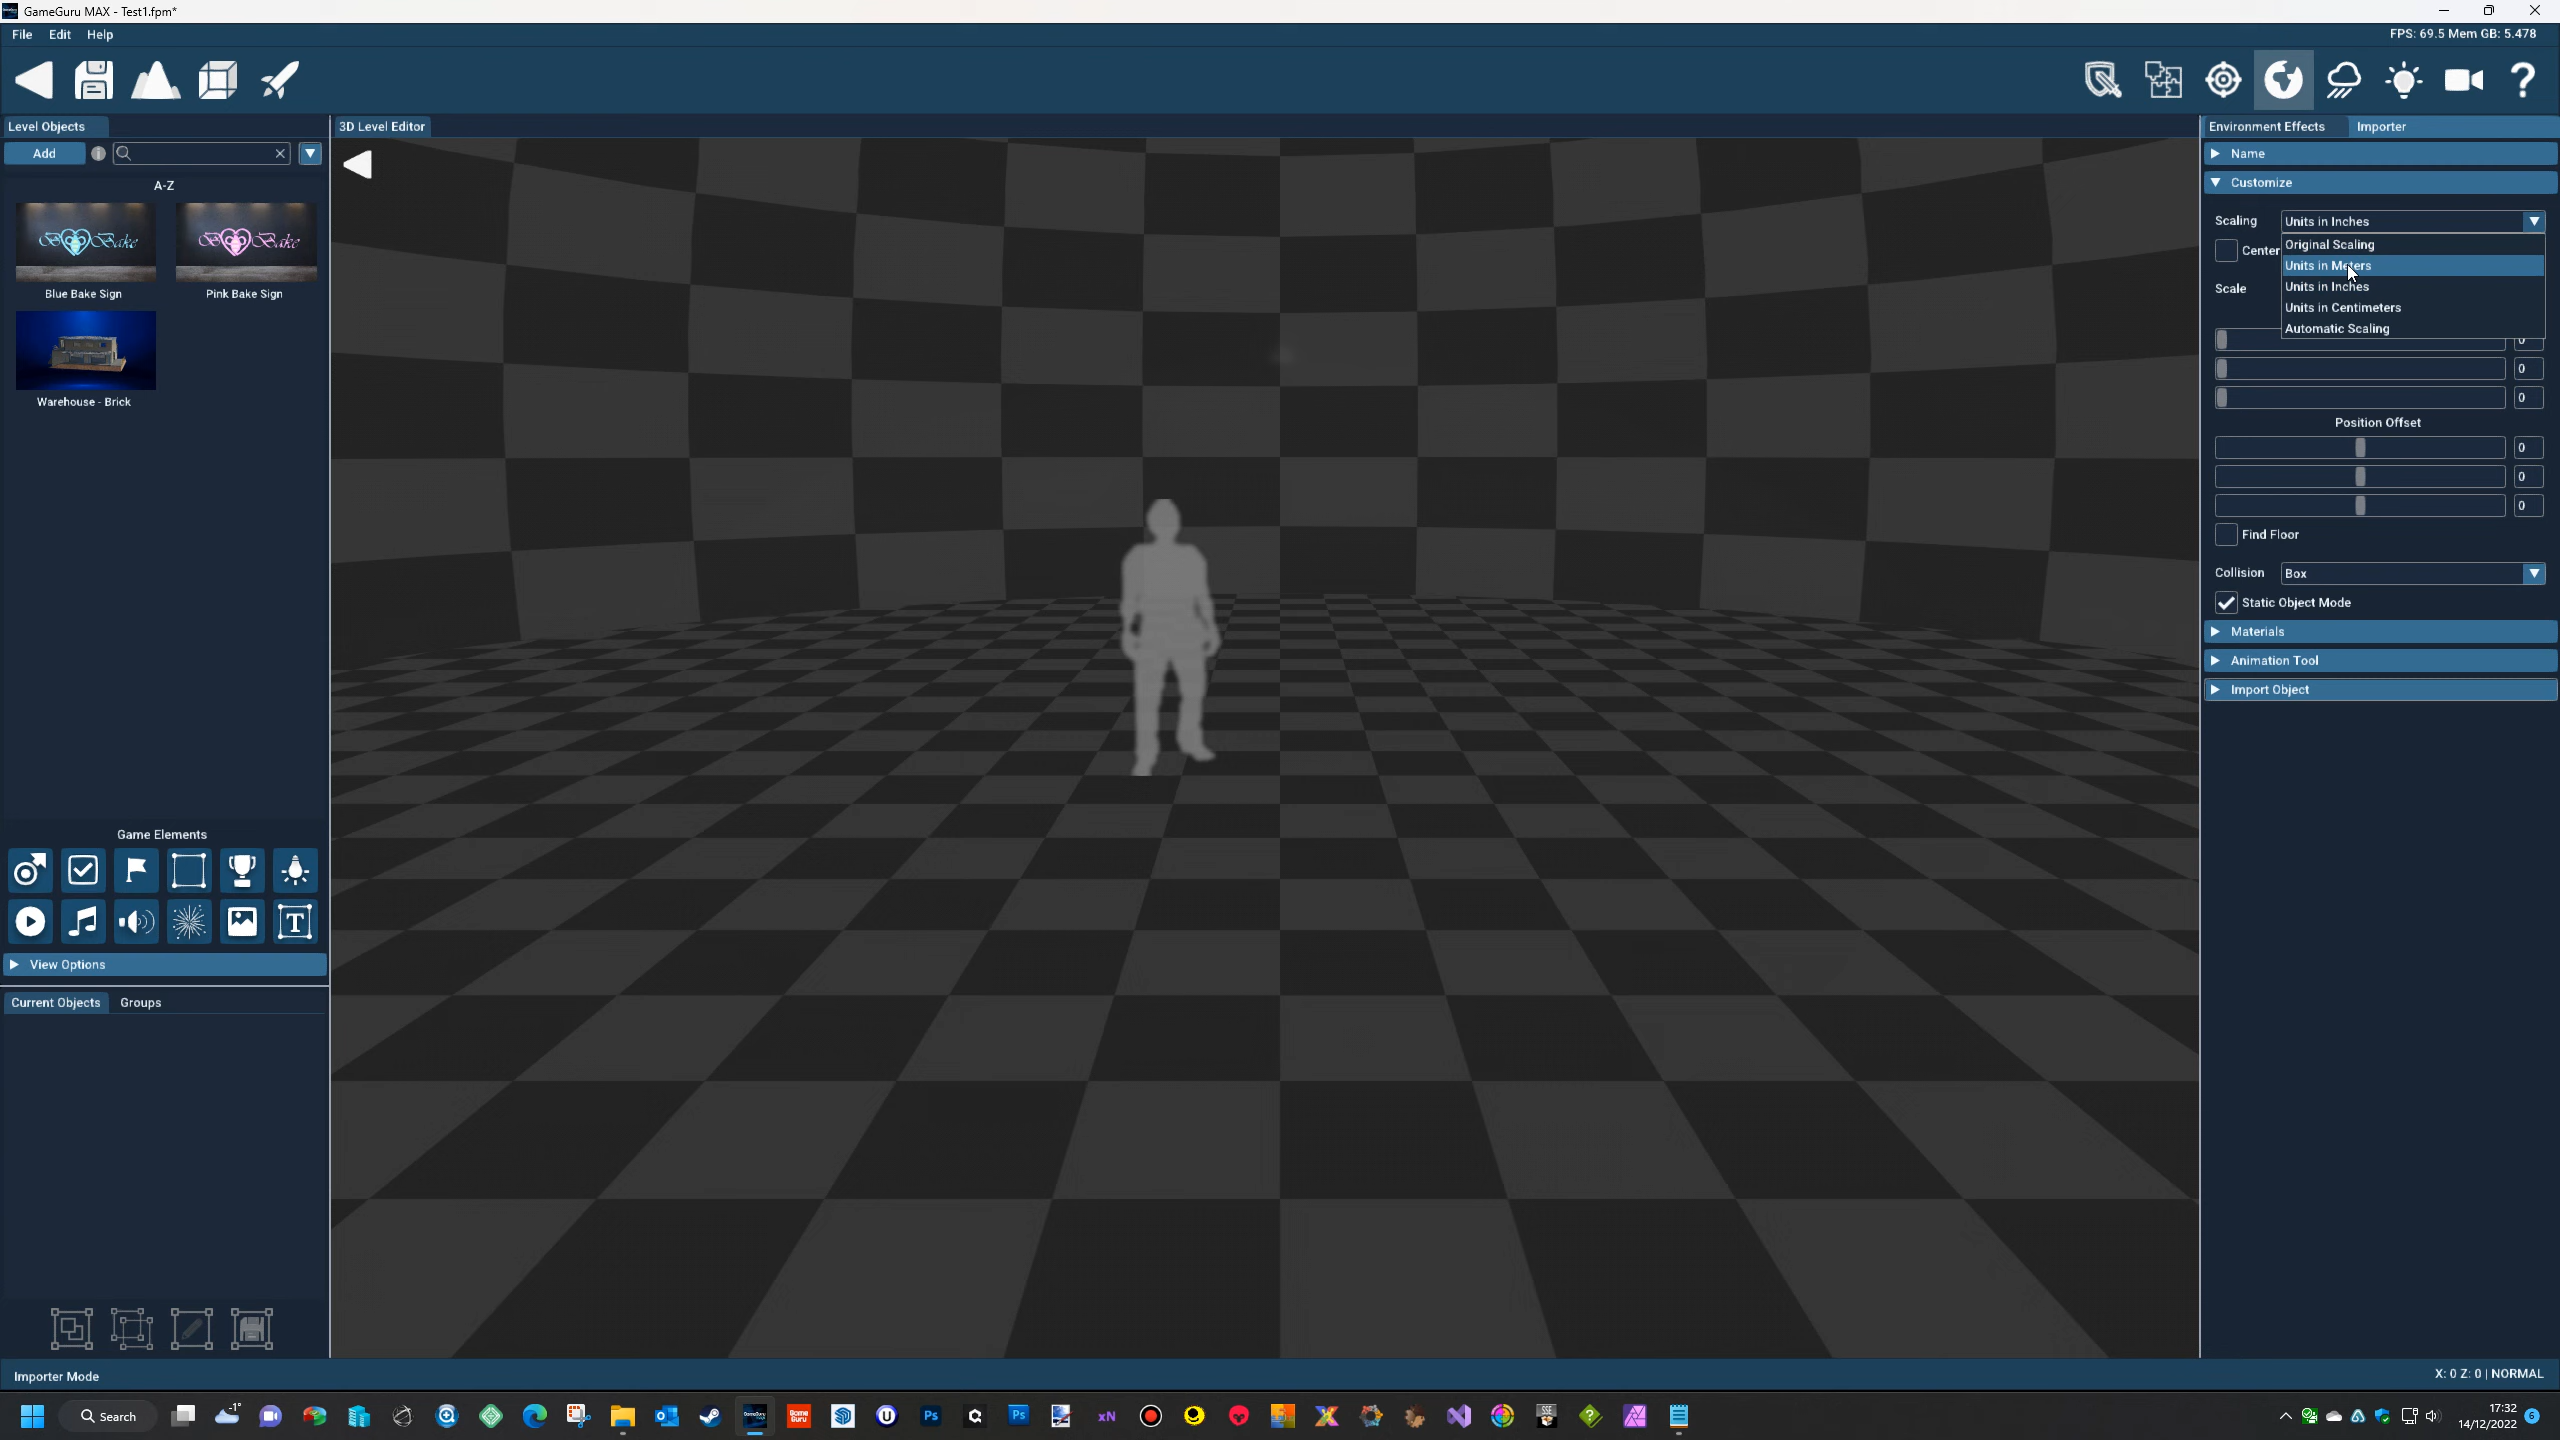 GameGuru MAX - Test1.fpm*
File Edit Help
FPS: 69.5 Mem GB: 5.478
Level Objects
Add
A-Z
Blue Bake Sign
Pink Bake Sign
Warehouse - Brick
Game Elements
View Options
Current Objects Groups
3D Level Editor
Environment Effects Importer
Name
Customize
Scaling Units in Inches
Original Scaling
Center
Units in Meters
Scale
Units in Inches
Units in Centimeters
Automatic Scaling
0
0
0
Position Offset
0
0
0
Find Floor
Collision Box
Static Object Mode
Materials
Animation Tool
Import Object
Importer Mode
X: 0 Z: 0 | NORMAL
Search
-1°
17:32
14/12/2022
6